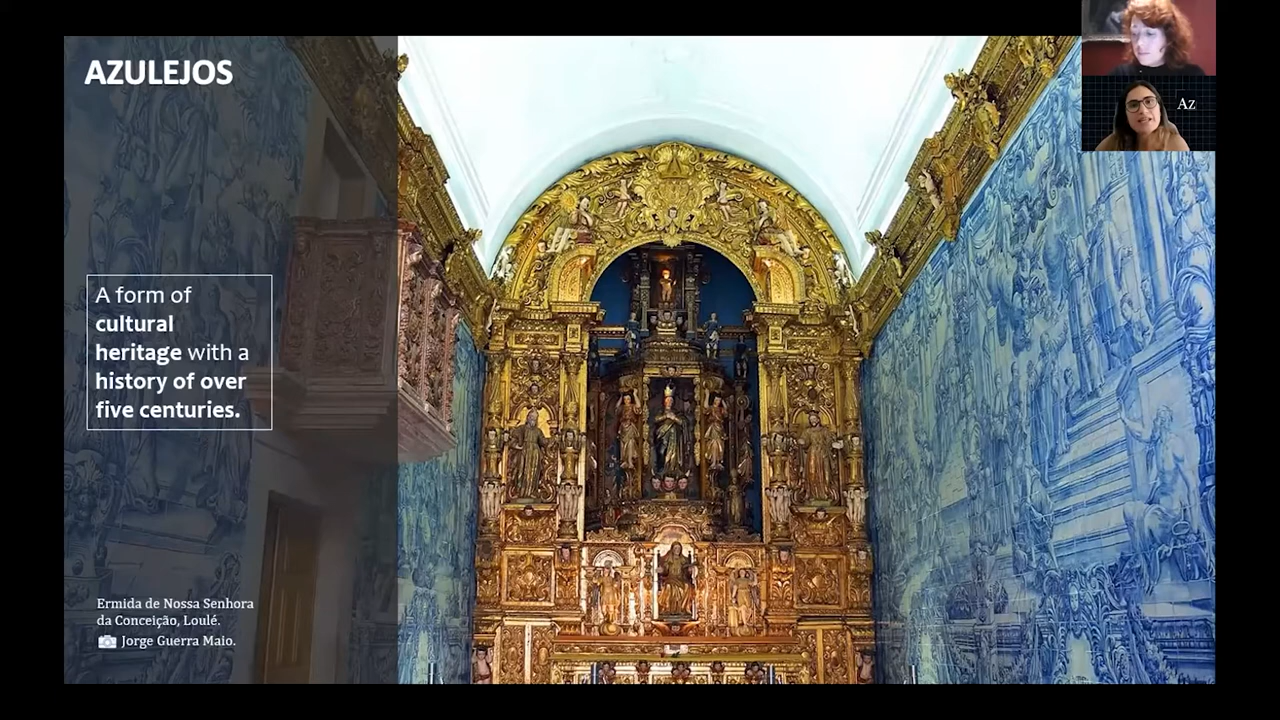 AZULEJOS
Az
A form of
cultural
heritage with a
history of over
five centuries.
Ermida de Nossa Senhora
da Conceição, Loulé.
Jorge Guerra Maio.